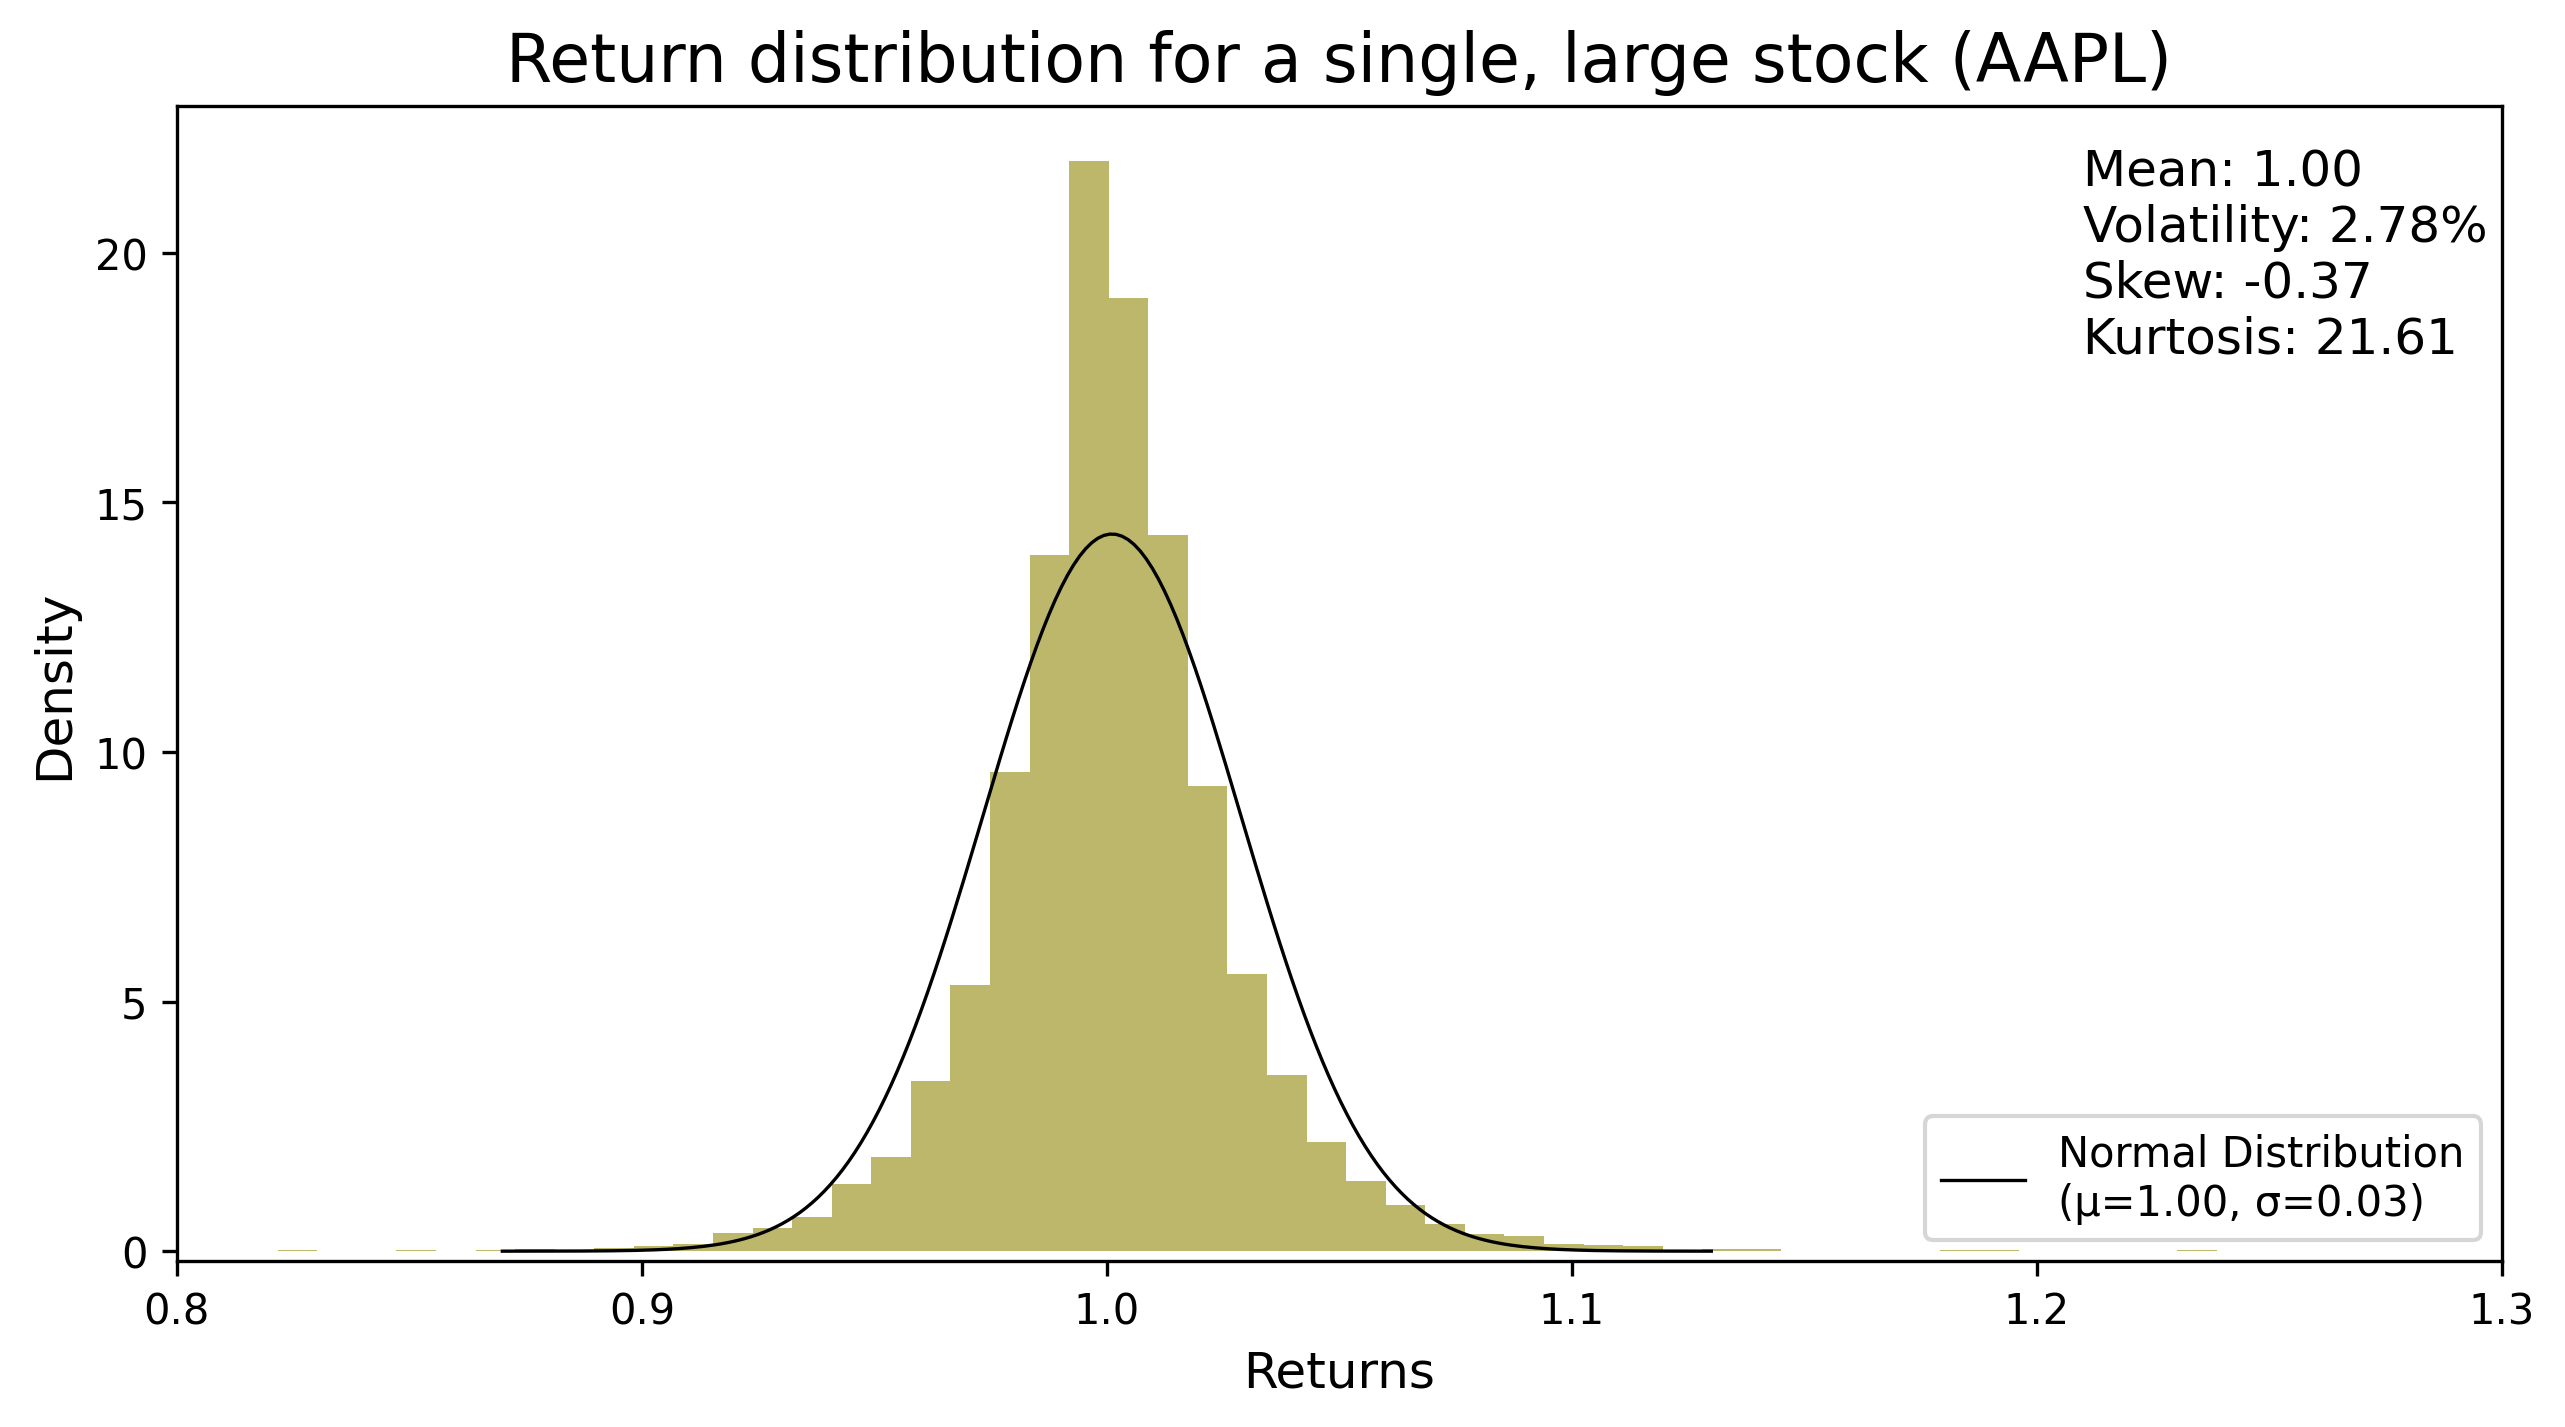 Return distribution for a single, large stock (AAPL)
Mean: 1.00
Volatility: 2.78%
Skew: -0.37
Kurtosis: 21.61
Density
20
15
10
5
0
Normal Distribution
(μ=1.00, σ=0.03)
0.8 0.9 1.0 1.1 1.2 1.3
Returns